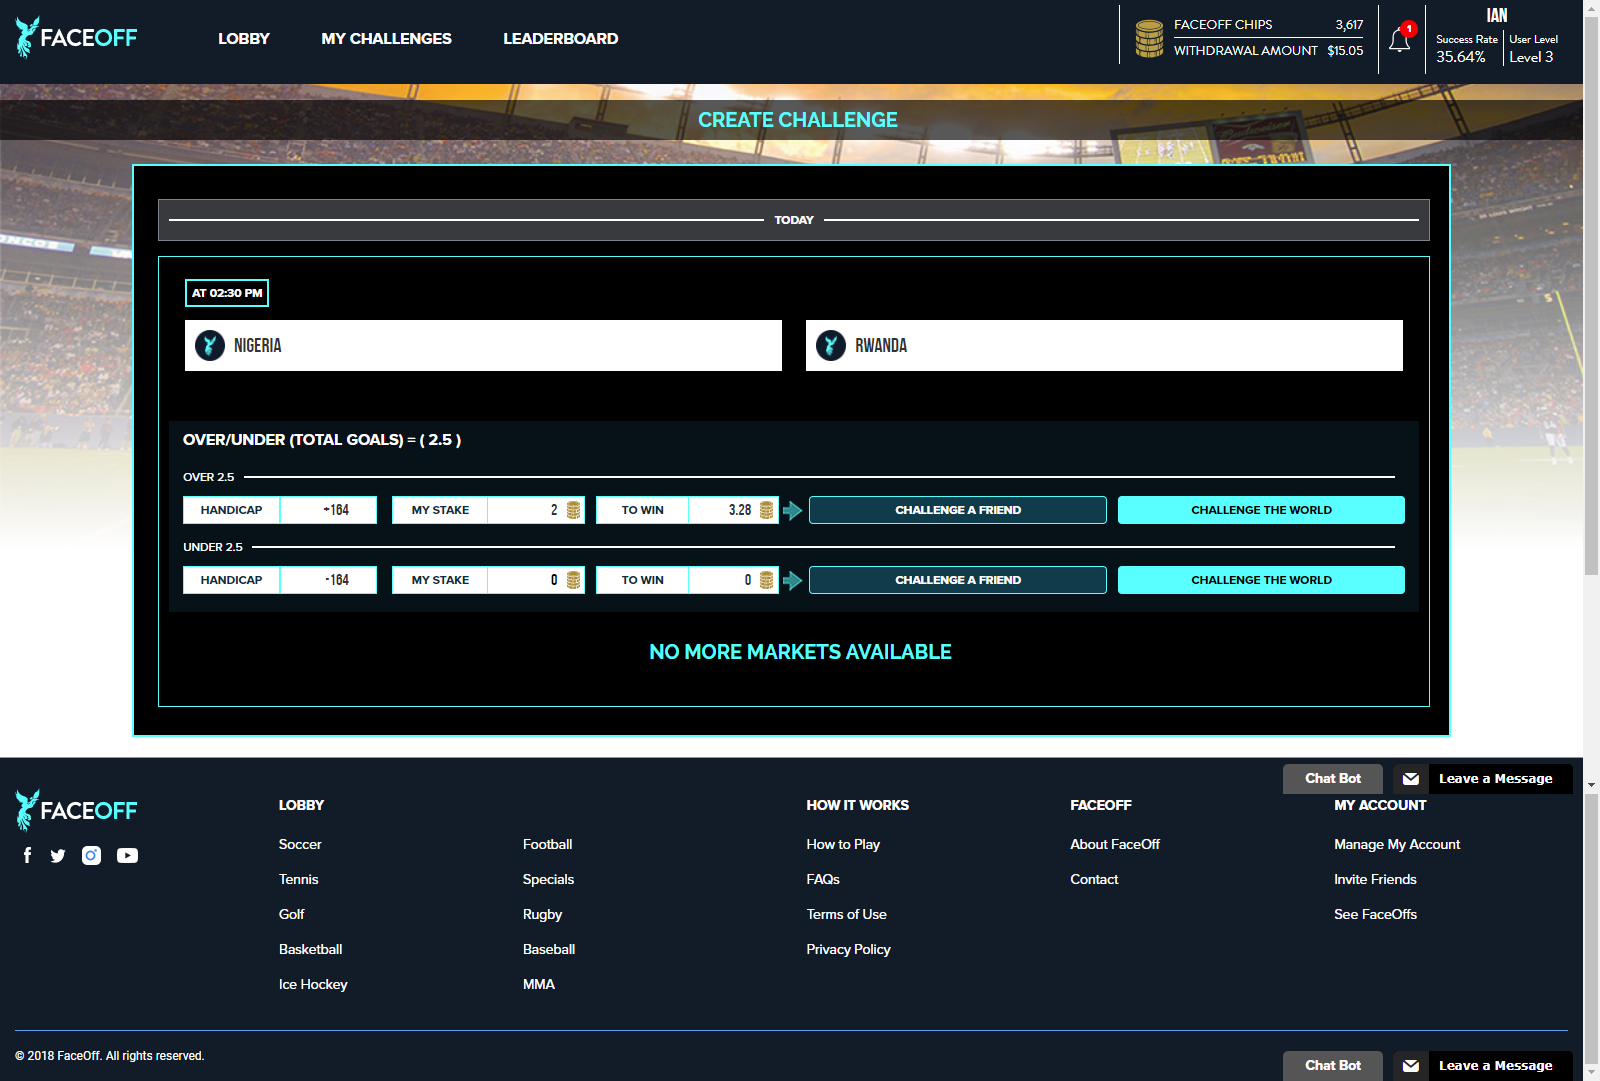 FACEOFF
LOBBY
MY CHALLENGES
LEADERBOARD
FACEOFF CHIPS 3,617
WITHDRAWAL AMOUNT $15.05
1
IAN
Success Rate
35.64%
User Level
Level 3
CREATE CHALLENGE
Budweiser
TODAY
AT 02:30 PM
NIGERIA
RWANDA
OVER/UNDER (TOTAL GOALS) = ( 2.5 )
OVER 2.5
HANDICAP +164 MY STAKE 2 TO WIN 3.28 CHALLENGE A FRIEND CHALLENGE THE WORLD
UNDER 2.5
HANDICAP -164 MY STAKE 0 TO WIN 0 CHALLENGE A FRIEND CHALLENGE THE WORLD
NO MORE MARKETS AVAILABLE
Chat Bot
Leave a Message
FACEOFF
LOBBY
Soccer
Tennis
Golf
Basketball
Ice Hockey
Football
Specials
Rugby
Baseball
MMA
HOW IT WORKS
How to Play
FAQs
Terms of Use
Privacy Policy
FACEOFF
About FaceOff
Contact
MY ACCOUNT
Manage My Account
Invite Friends
See FaceOffs
© 2018 FaceOff. All rights reserved.
Chat Bot
Leave a Message